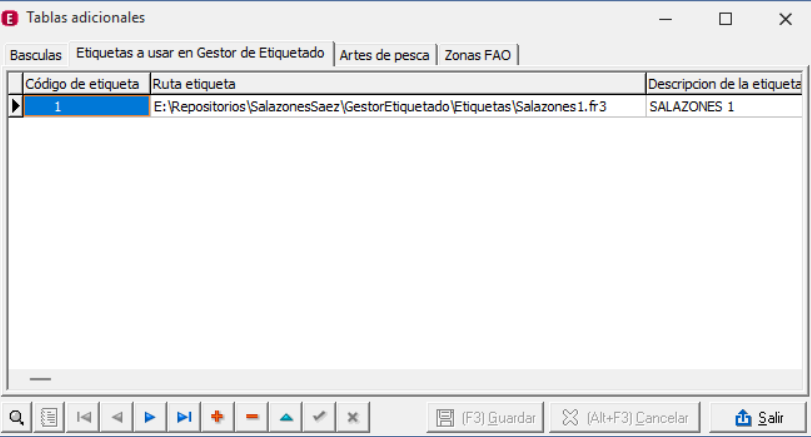 E Tablas adicionales
Basculas Etiquetas a usar en Gestor de Etiquetado Artes de pesca Zonas FAO
Código de etiqueta Ruta etiqueta Descripcion de la etiqueta
1 E:\Repositorios\SalazonesSaez\GestorEtiquetado\Etiquetas\Salazones1.fr3 SALAZONES 1
(F3) Guardar (Alt+F3) Cancelar Salir